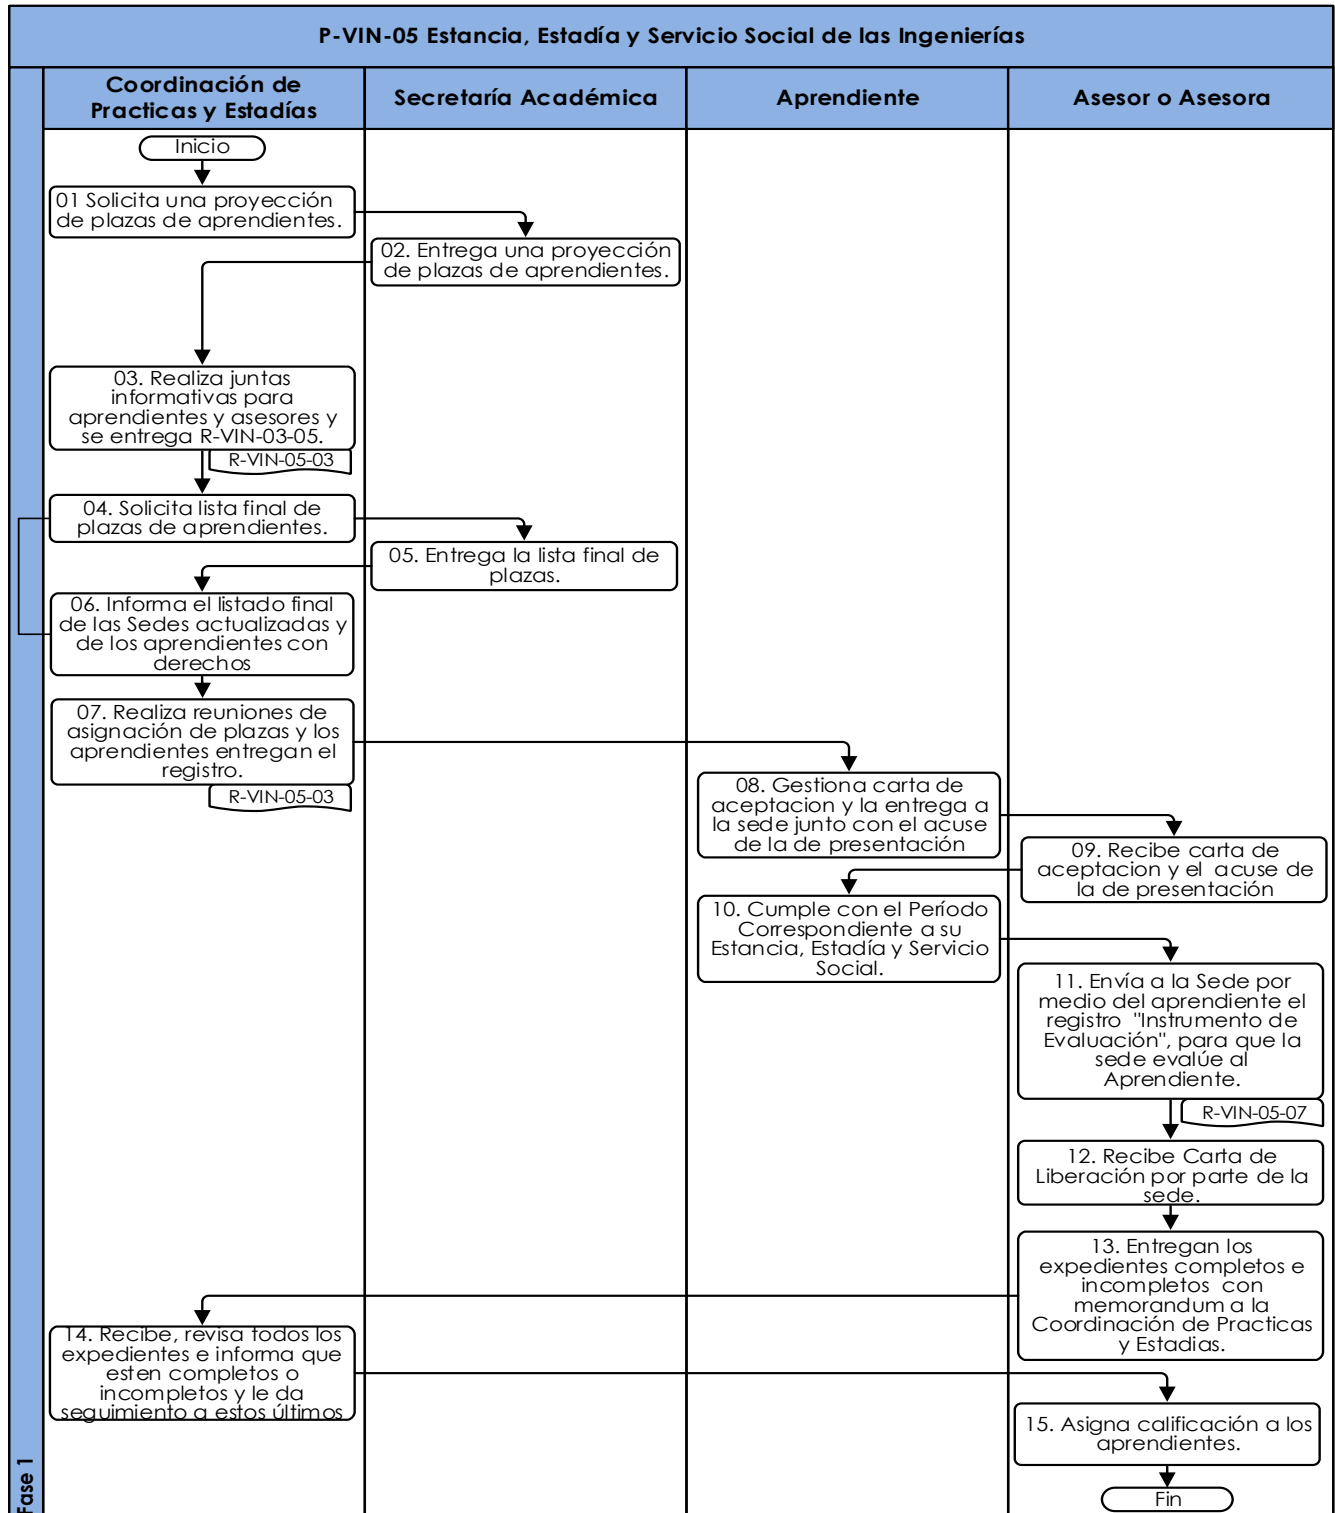 P-VIN-05 Estancia, Estadía y Servicio Social de las Ingenierías
Coordinación de
Practicas y Estadías
Secretaría Académica
Aprendiente
Asesor o Asesora
Inicio
01 Solicita una proyección
de plazas de aprendientes.
02. Entrega una proyección
de plazas de aprendientes.
03. Realiza juntas
informativas para
aprendientes y asesores y
se entrega R-VIN-03-05.
R-VIN-05-03
04. Solicita lista final de
plazas de aprendientes.
05. Entrega la lista final de
plazas.
06. Informa el listado final
de las Sedes actualizadas y
de los aprendientes con
derechos
07. Realiza reuniones de
asignación de plazas y los
aprendientes entregan el
registro.
R-VIN-05-03
08. Gestiona carta de
aceptacion y la entrega a
la sede junto con el acuse
de la de presentación
09. Recibe carta de
aceptacion y el acuse de
la de presentación
10. Cumple con el Período
Correspondiente a su
Estancia, Estadía y Servicio
Social.
11. Envía a la Sede por
medio del aprendiente el
registro "Instrumento de
Evaluación", para que la
sede evalúe al
Aprendiente.
R-VIN-05-07
12. Recibe Carta de
Liberación por parte de la
sede.
13. Entregan los
expedientes completos e
incompletos con
memorandum a la
Coordinación de Practicas
y Estadias.
14. Recibe, revisa todos los
expedientes e informa que
esten completos o
incompletos y le da
seguimiento a estos últimos
15. Asigna calificación a los
aprendientes.
Fin
Fase 1